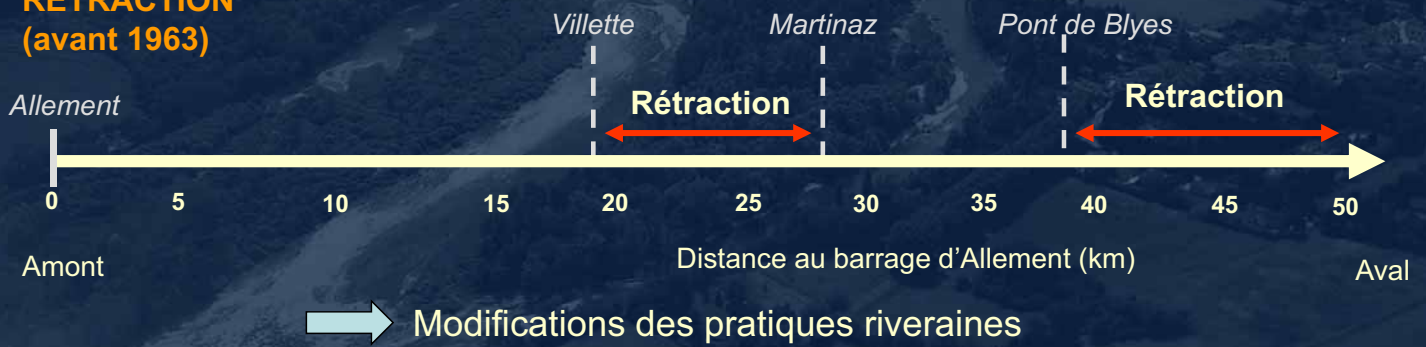 RÉTRACTION
(avant 1963)
Villette Martinaz Pont de Blyes
Allement
Rétraction Rétraction
0 5 10 15 20 25 30 35 40 45 50
Amont Distance au barrage d'Allement (km) Aval
Modifications des pratiques riveraines